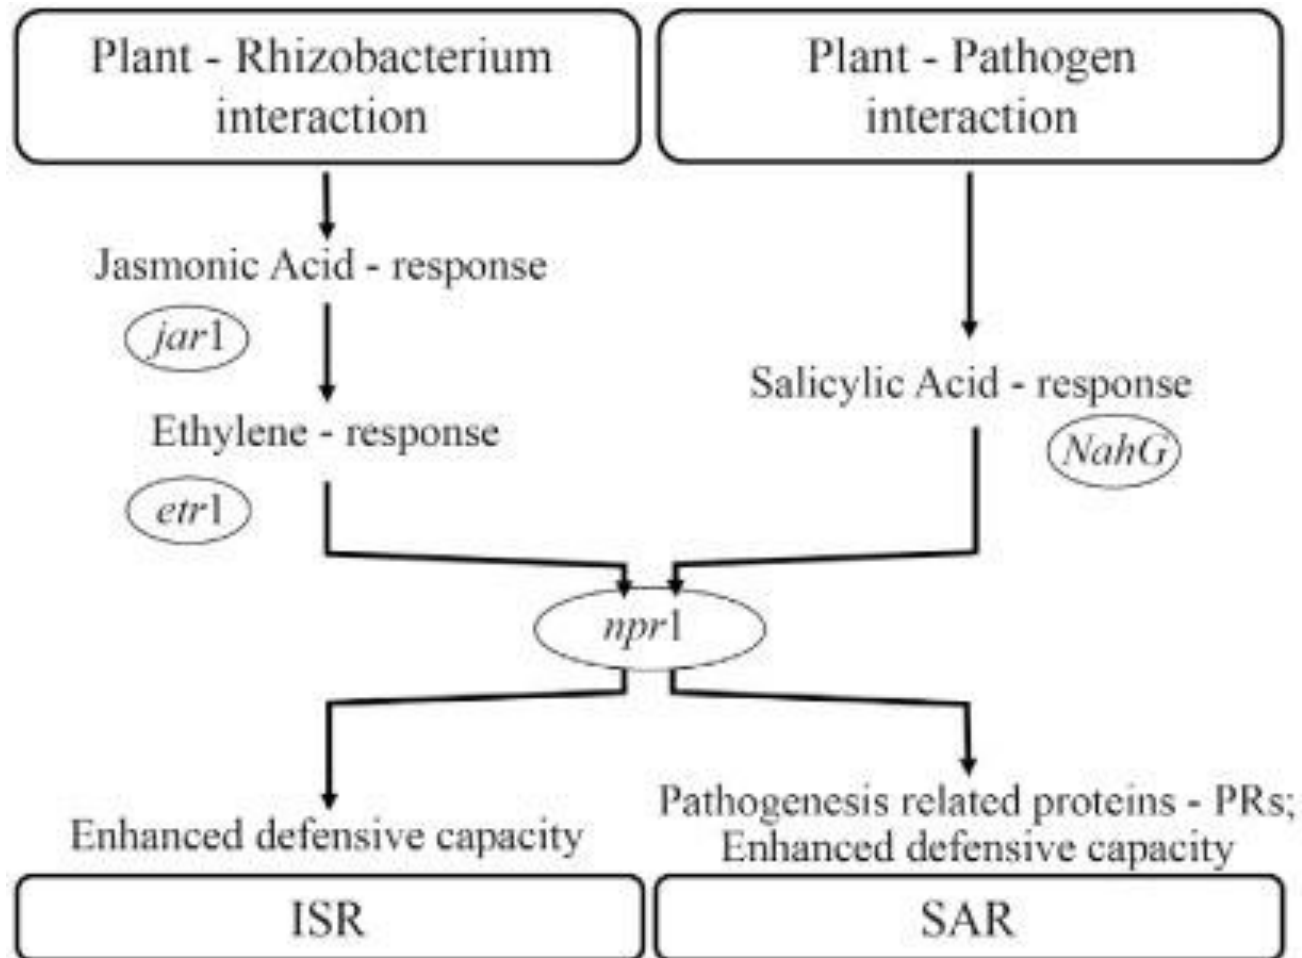 Plant - Rhizobacterium
interaction
Plant - Pathogen
interaction
Jasmonic Acid - response
jar1
Ethylene - response
etr1
Salicylic Acid - response
NahG
npr1
Enhanced defensive capacity
ISR
Pathogenesis related proteins - PRs;
Enhanced defensive capacity
SAR